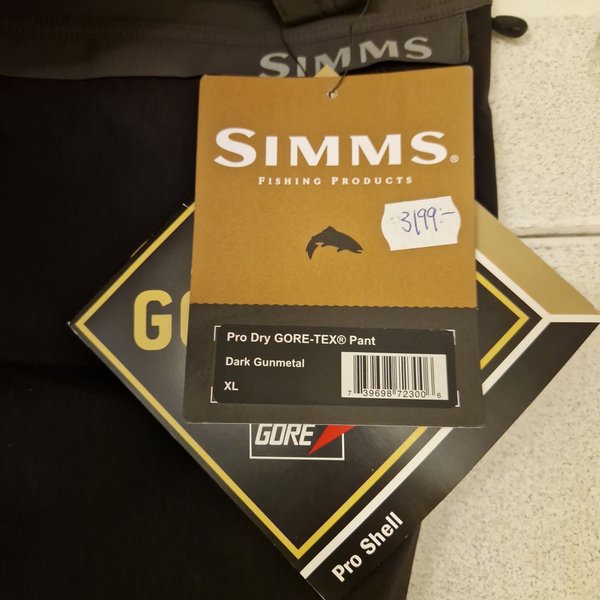 SIMMS
SIMMS®
FISHING PRODUCTS
3199:-
GO
Pro Dry GORE-TEX® Pant
Dark Gunmetal
XL
7 39698 72300 6
GORE
Pro Shell